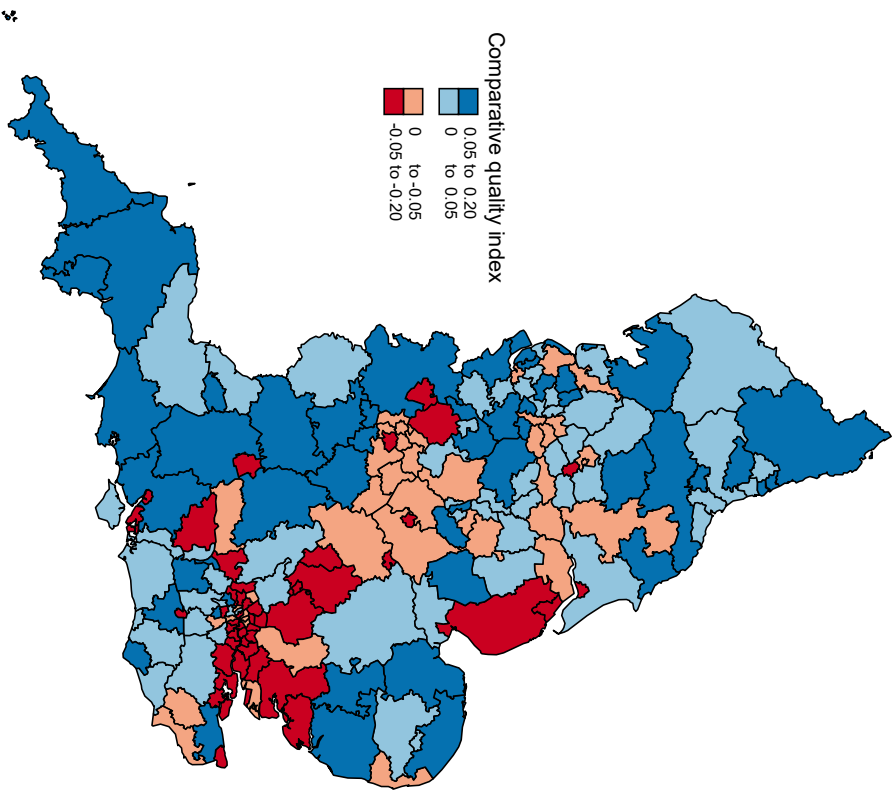 Comparative quality index
0.05 to 0.20
0 to 0.05
0 to -0.05
-0.05 to -0.20